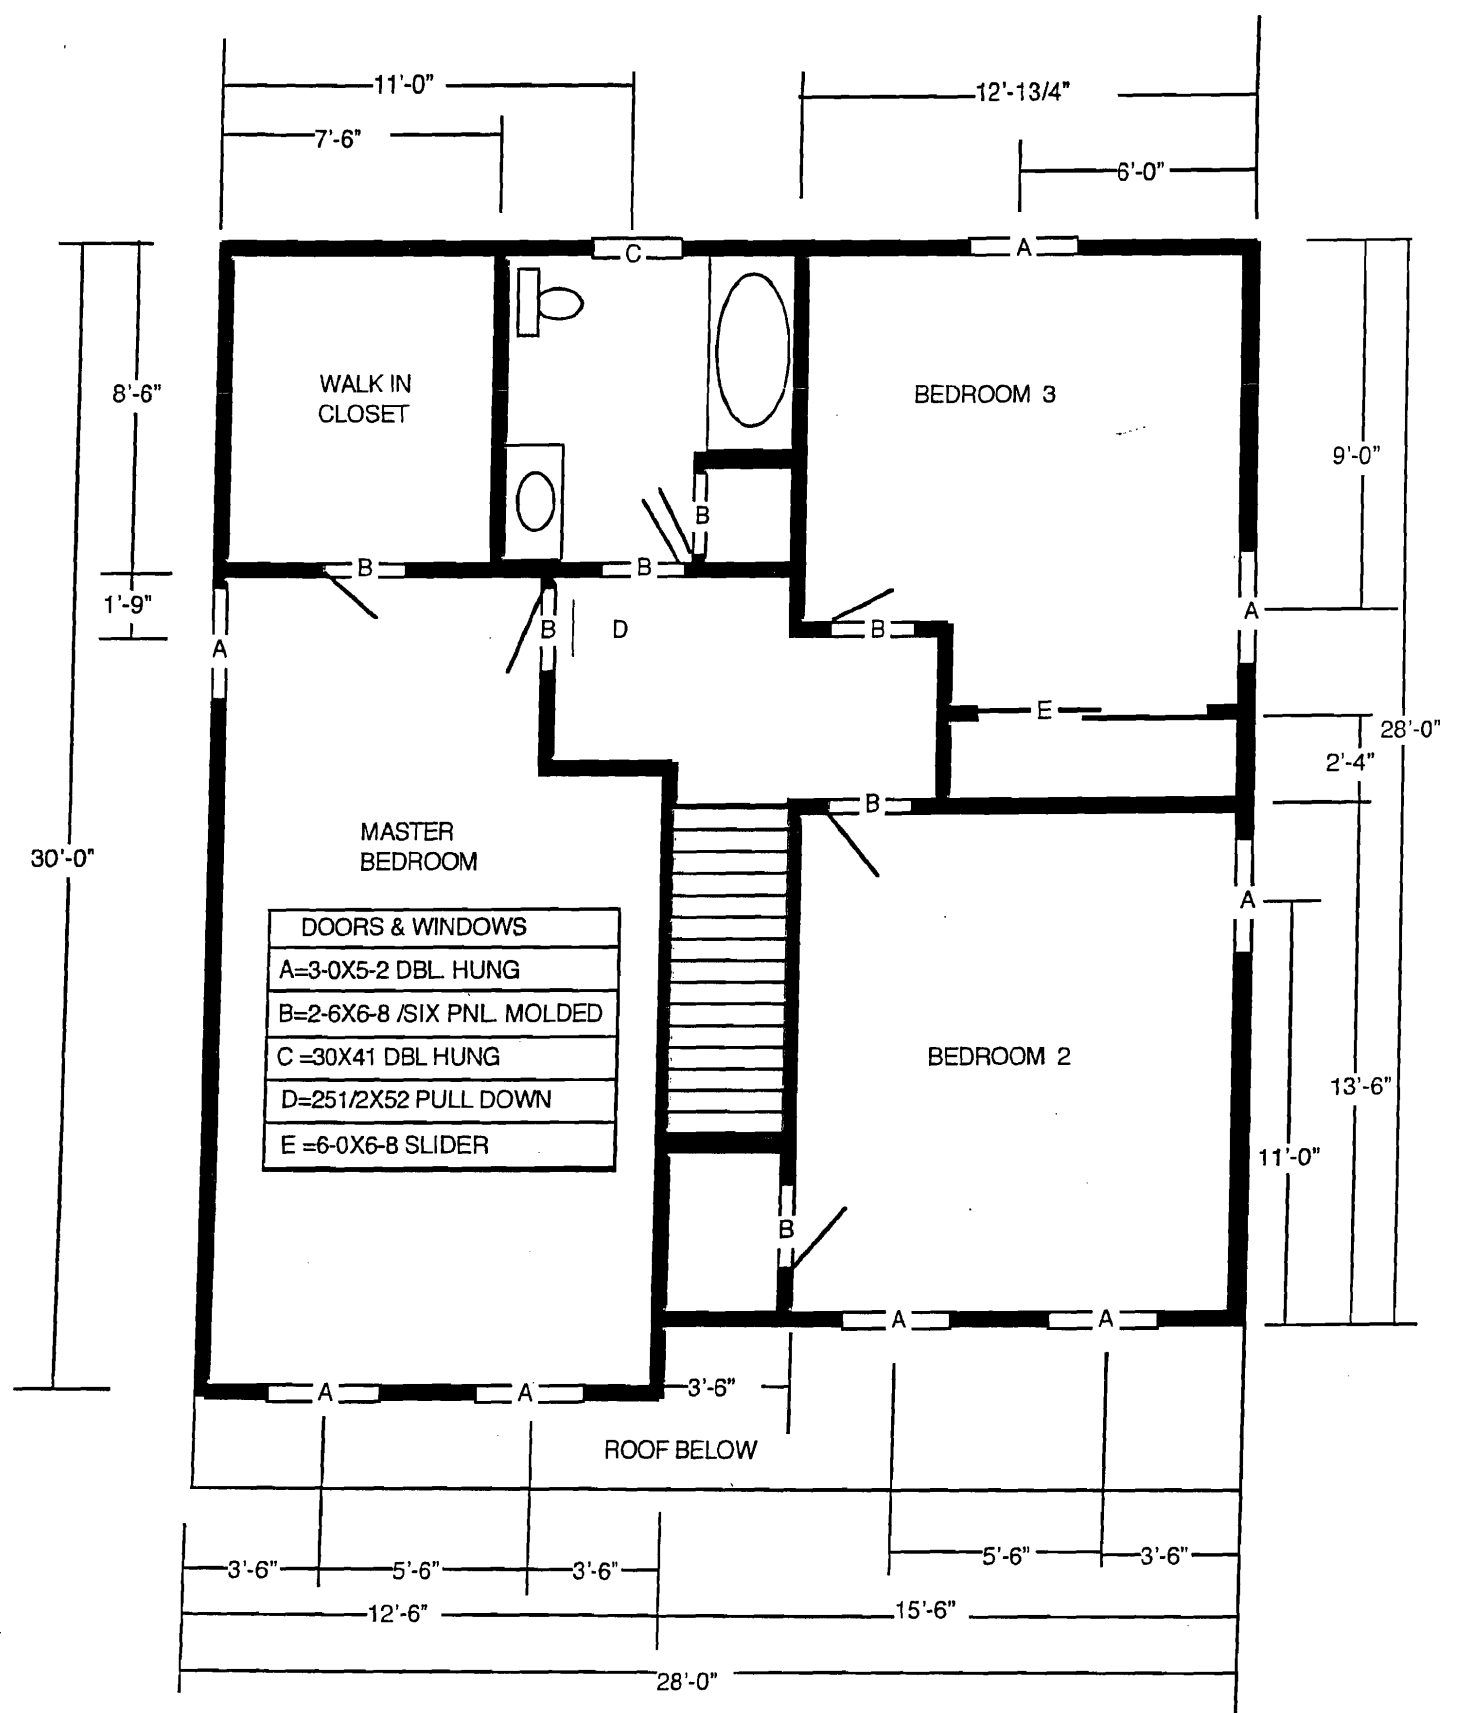 11'-0"
12'-13/4"
7'-6"
6'-0"
C
A
WALK IN
CLOSET
BEDROOM 3
8'-6"
9'-0"
B
B
B
1'-9"
A
B
D
B
A
E
28'-0"
2'-4"
B
MASTER
BEDROOM
30'-0"
A
DOORS & WINDOWS
A=3-0X5-2 DBL. HUNG
B=2-6X6-8 /SIX PNL. MOLDED
C =30X41 DBL HUNG
D=251/2X52 PULL DOWN
E =6-0X6-8 SLIDER
BEDROOM 2
13'-6"
11'-0"
B
A
A
A
A
3'-6"
ROOF BELOW
3'-6"
5'-6"
3'-6"
5'-6"
3'-6"
12'-6"
15'-6"
28'-0"